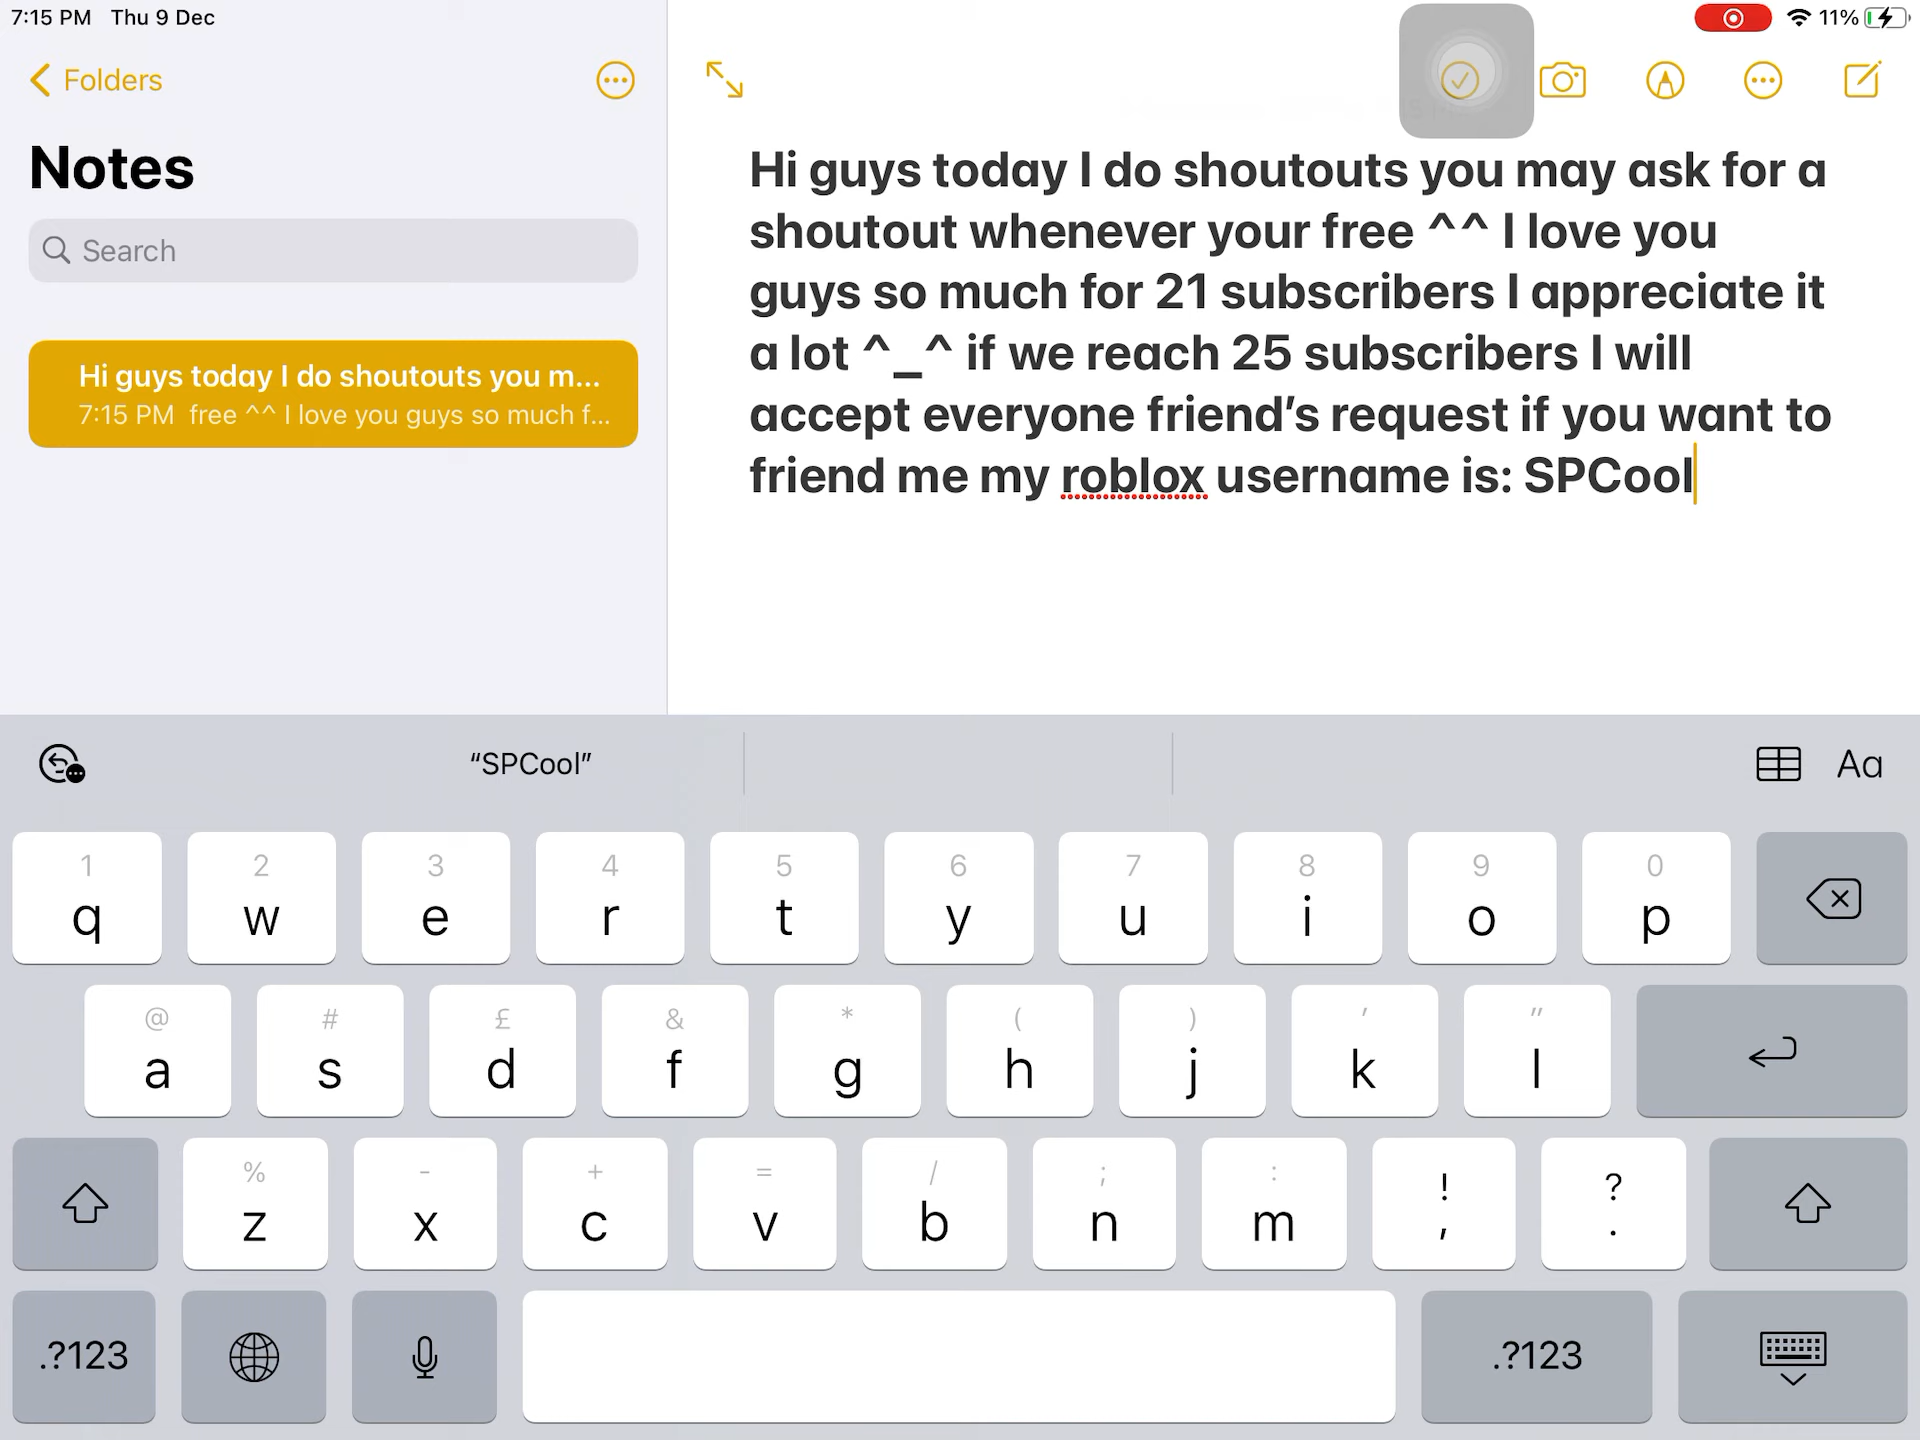 7:15 PM Thu 9 Dec
11%
Folders
Notes
Search
Hi guys today I do shoutouts you m...
7:15 PM free ^^ I love you guys so much f...
Hi guys today I do shoutouts you may ask for a
shoutout whenever your free ^^ I love you
guys so much for 21 subscribers I appreciate it
a lot ^_^ if we reach 25 subscribers I will
accept everyone friend’s request if you want to
friend me my roblox username is: SPCool
“SPCool”
Aa
1 2 3 4 5 6 7 8 9 0
q w e r t y u i o p
@ # £ & * ( ) ' "
a s d f g h j k l
% - + = / ; : ! ?
z x c v b n m , .
.?123 .?123